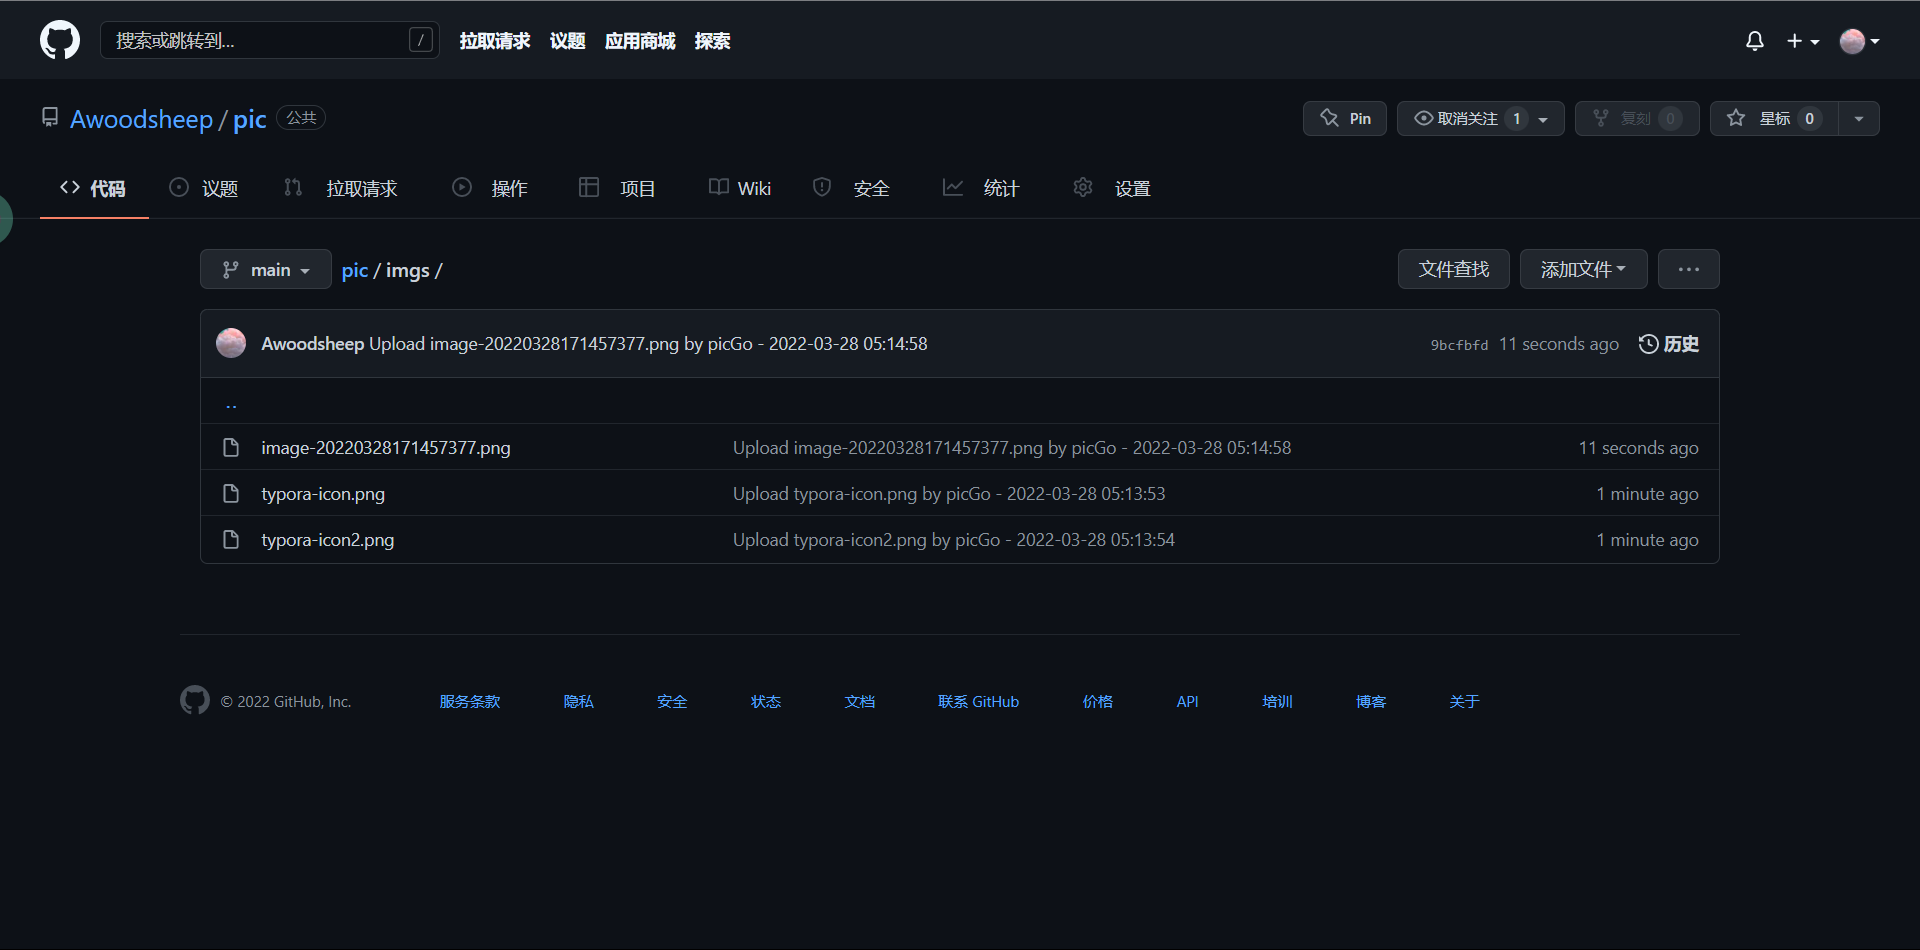 搜索或跳转到... / 拉取请求 议题 应用商城 探索
Awoodsheep / pic 公共 Pin 取消关注 1 复刻 0 星标 0
代码 议题 拉取请求 操作 项目 Wiki 安全 统计 设置
main pic / imgs / 文件查找 添加文件 ...
Awoodsheep Upload image-20220328171457377.png by picGo - 2022-03-28 05:14:58 9bcfbfd 11 seconds ago 历史
..
image-20220328171457377.png Upload image-20220328171457377.png by picGo - 2022-03-28 05:14:58 11 seconds ago
typora-icon.png Upload typora-icon.png by picGo - 2022-03-28 05:13:53 1 minute ago
typora-icon2.png Upload typora-icon2.png by picGo - 2022-03-28 05:13:54 1 minute ago
© 2022 GitHub, Inc. 服务条款 隐私 安全 状态 文档 联系 GitHub 价格 API 培训 博客 关于